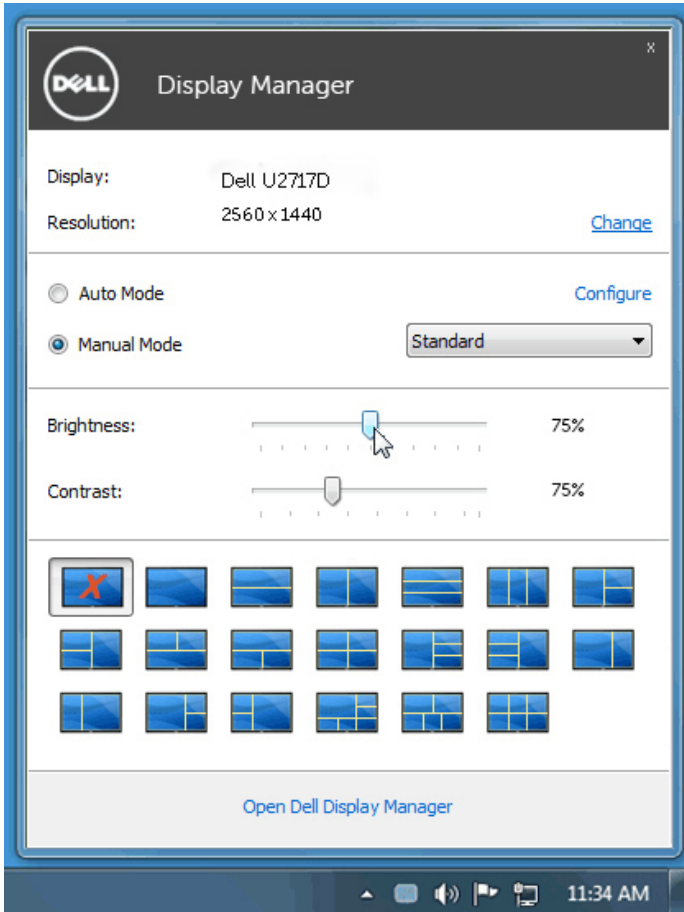 x
DELL Display Manager
Display: Dell U2717D
Resolution: 2560 x 1440 Change
Auto Mode Configure
Manual Mode Standard
Brightness: 75%
Contrast: 75%
X
Open Dell Display Manager
11:34 AM